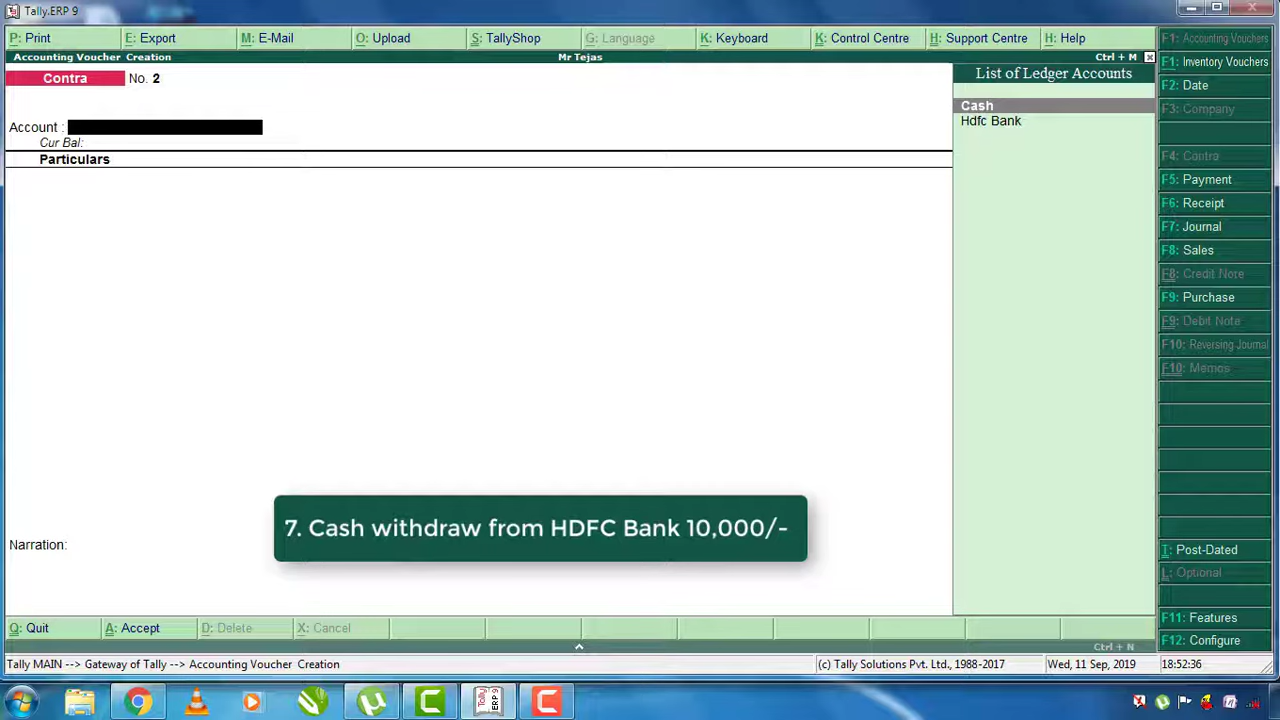 Tally.ERP 9
P: Print
E: Export
M: E-Mail
O: Upload
S: TallyShop
G: Language
K: Keyboard
K: Control Centre
H: Support Centre
H: Help
F1: Accounting Vouchers
Accounting Voucher Creation
Mr Tejas
Ctrl + M
Contra No. 2
List of Ledger Accounts
Cash
Hdfc Bank
Account :
Cur Bal:
Particulars
F1: Inventory Vouchers
F2: Date
F3: Company
F4: Contra
F5: Payment
F6: Receipt
F7: Journal
F8: Sales
F8: Credit Note
F9: Purchase
F9: Debit Note
F10: Reversing Journal
F10: Memos
7. Cash withdraw from HDFC Bank 10,000/-
Narration:
T: Post-Dated
L: Optional
F11: Features
F12: Configure
Q: Quit
A: Accept
D: Delete
X: Cancel
Ctrl + N
Tally MAIN --> Gateway of Tally --> Accounting Voucher Creation
(c) Tally Solutions Pvt. Ltd., 1988-2017
Wed, 11 Sep, 2019
18:52:36